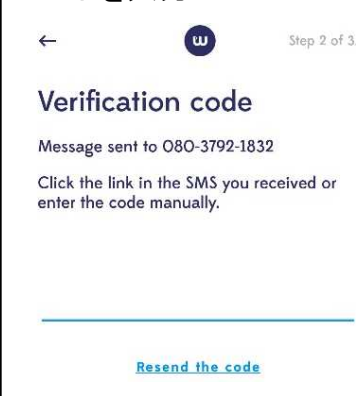 w
Step 2 of 3
Verification code
Message sent to 080-3792-1832
Click the link in the SMS you received or
enter the code manually.
Resend the code